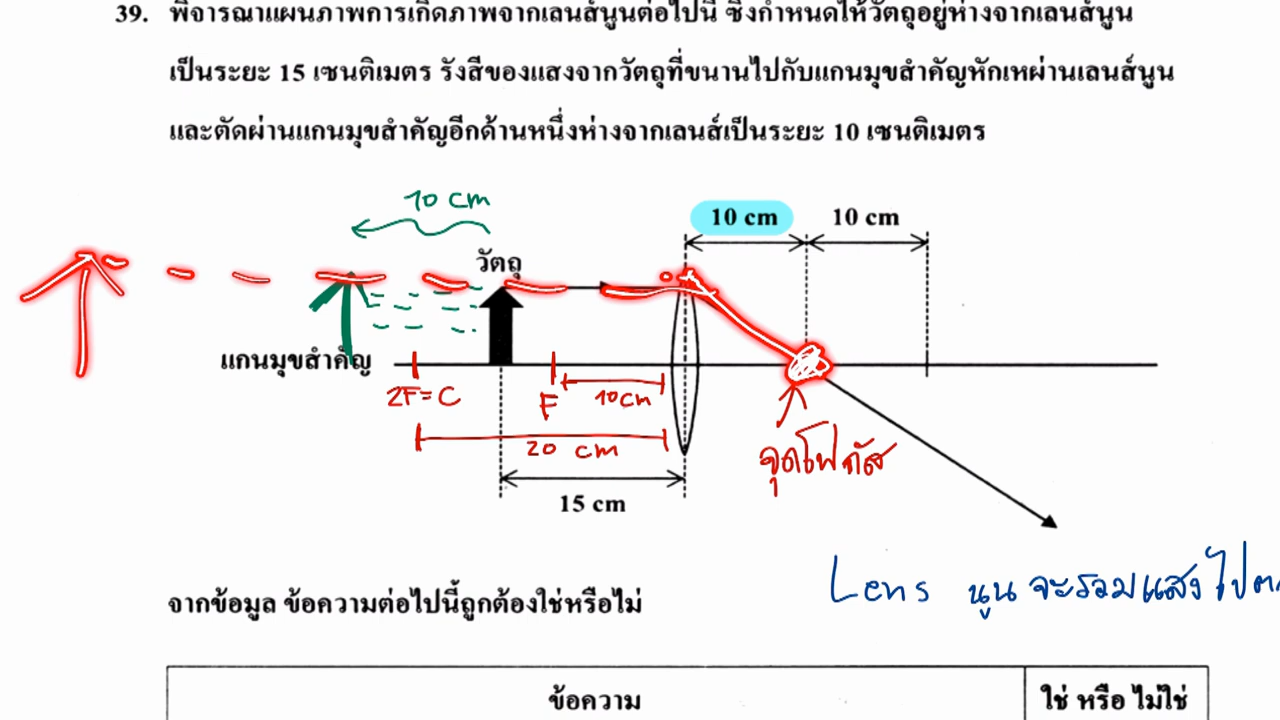 39. พิจารณาแผนภาพการเกิดภาพจากเลนส์นูนต่อไปนี้ ซึ่งกำหนดให้วัตถุอยู่ห่างจากเลนส์นูน
เป็นระยะ 15 เซนติเมตร รังสีของแสงจากวัตถุที่ขนานไปกับแกนมุขสำคัญหักเหผ่านเลนส์นูน
และตัดผ่านแกนมุขสำคัญอีกด้านหนึ่งห่างจากเลนส์เป็นระยะ 10 เซนติเมตร
10 cm
10 cm 10 cm
วัตถุ
แกนมุขสำคัญ
2F=C F 10cm
20 cm
จุดโฟกัส
15 cm
Lens นูนจะรวมแสงไป
จากข้อมูล ข้อความต่อไปนี้ถูกต้องใช่หรือไม่
ข้อความ ใช่ หรือ ไม่ใช่